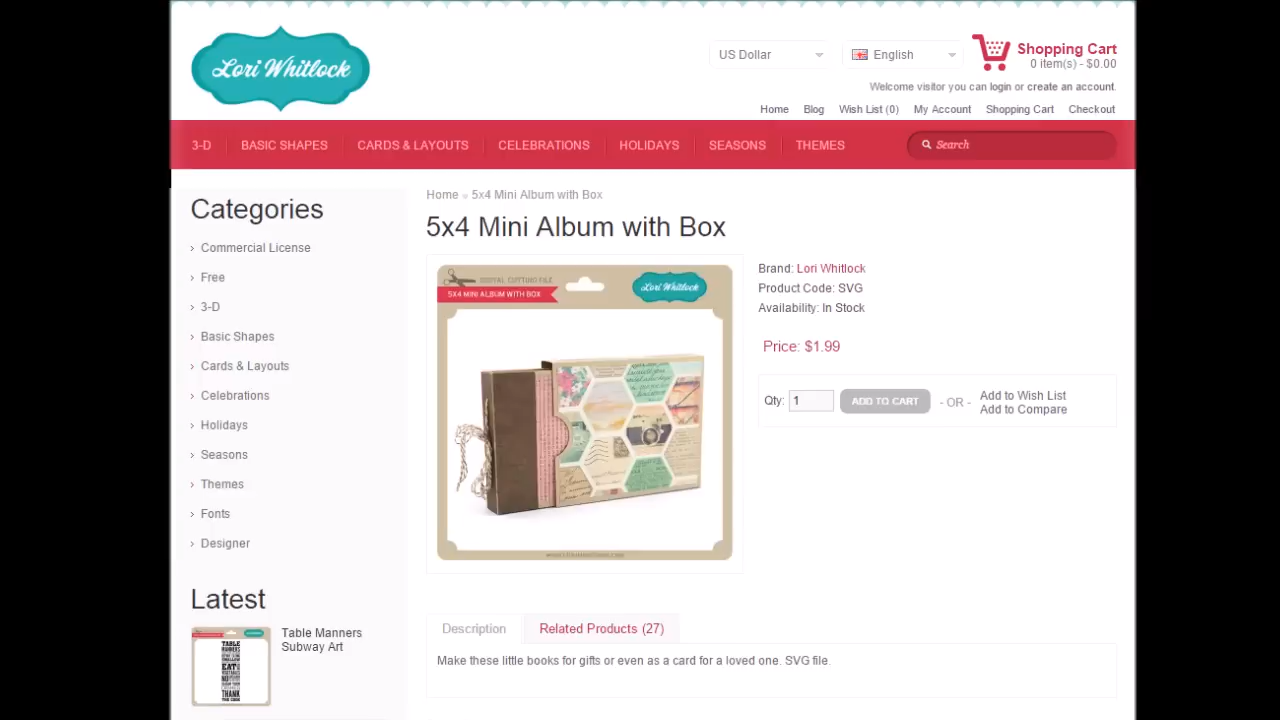 Lori Whitlock
US Dollar
English
Shopping Cart
0 item(s) - $0.00
Welcome visitor you can login or create an account.
Home Blog Wish List (0) My Account Shopping Cart Checkout
3-D BASIC SHAPES CARDS & LAYOUTS CELEBRATIONS HOLIDAYS SEASONS THEMES Search
Categories
Commercial License
Free
3-D
Basic Shapes
Cards & Layouts
Celebrations
Holidays
Seasons
Themes
Fonts
Designer
Latest
Table Manners
Subway Art
TABLE
MANNERS
EAT
THANK
Home » 5x4 Mini Album with Box
5x4 Mini Album with Box
DIGITAL CUTTING FILE
5X4 MINI ALBUM WITH BOX
Lori Whitlock
Brand: Lori Whitlock
Product Code: SVG
Availability: In Stock
Price: $1.99
Qty: 1 ADD TO CART - OR - Add to Wish List
Add to Compare
Description Related Products (27)
Make these little books for gifts or even as a card for a loved one. SVG file.